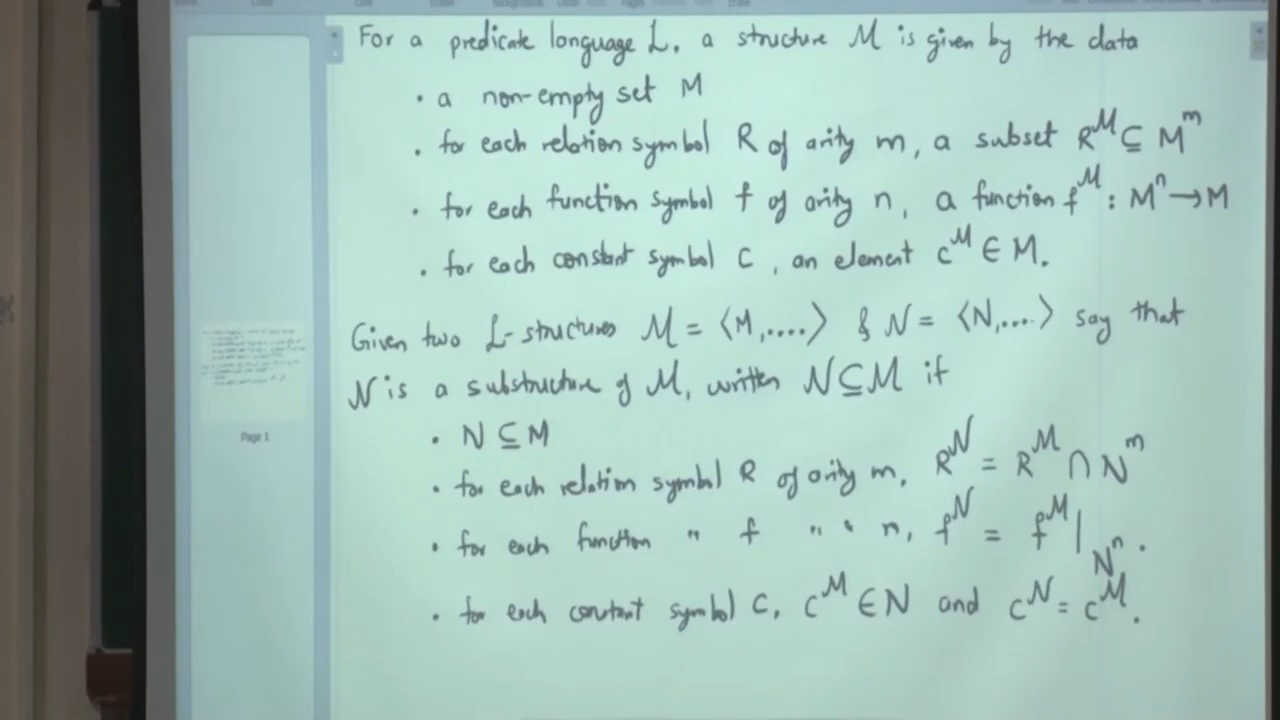 For a predicate language L, a structure M is given by the data
• a non-empty set M
• for each relation symbol R of arity m, a subset R^M ⊆ M^m
• for each function symbol f of arity n, a function f^M : M^n → M
• for each constant symbol c, an element c^M ∈ M.
Given two L-structures M = ⟨M,....⟩ & N = ⟨N,....⟩ say that
N is a substructure of M, written N ⊆ M if
• N ⊆ M
• for each relation symbol R of arity m, R^N = R^M ∩ N^m
• for each function " f " " n, f^N = f^M |_{N^n}.
• for each constant symbol c, c^M ∈ N and c^N = c^M.
Page 1